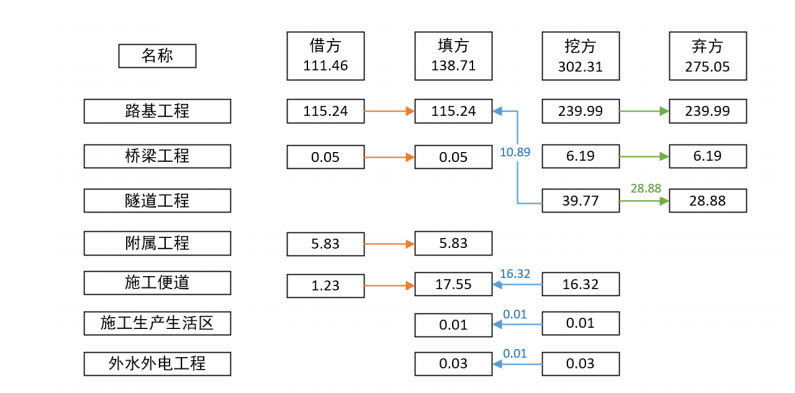 名称
借方
111.46
填方
138.71
挖方
302.31
弃方
275.05
路基工程
115.24
115.24
239.99
239.99
桥梁工程
0.05
0.05
10.89
6.19
6.19
隧道工程
39.77
28.88
28.88
附属工程
5.83
5.83
施工便道
1.23
17.55
16.32
16.32
施工生产生活区
0.01
0.01
0.01
外水外电工程
0.03
0.01
0.03